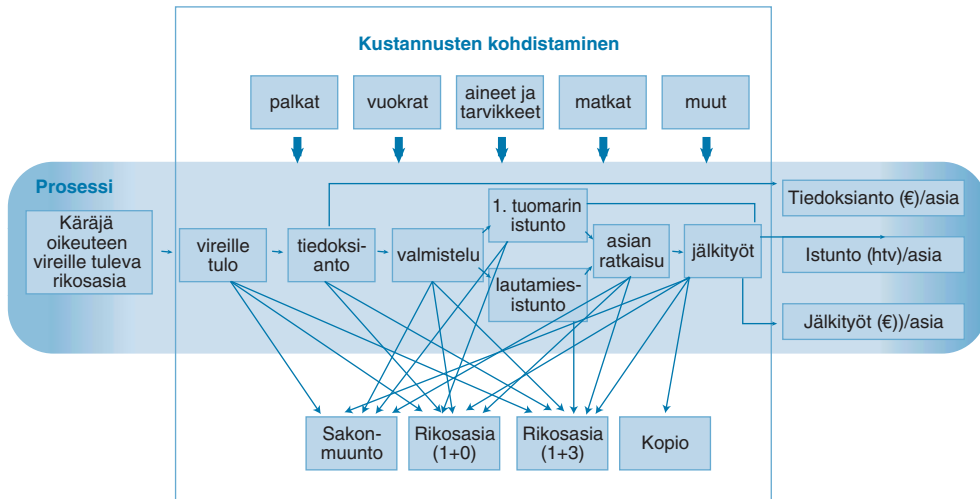 Kustannusten kohdistaminen
palkat
vuokrat
aineet ja
tarvikkeet
matkat
muut
Prosessi
Käräjä
oikeuteen
vireille tuleva
rikosasia
vireille
tulo
tiedoksi-
anto
valmistelu
1. tuomarin
istunto
lautamies-
istunto
asian
ratkaisu
jälkityöt
Tiedoksianto (€)/asia
Istunto (htv)/asia
Jälkityöt (€))/asia
Sakon-
muunto
Rikosasia
(1+0)
Rikosasia
(1+3)
Kopio